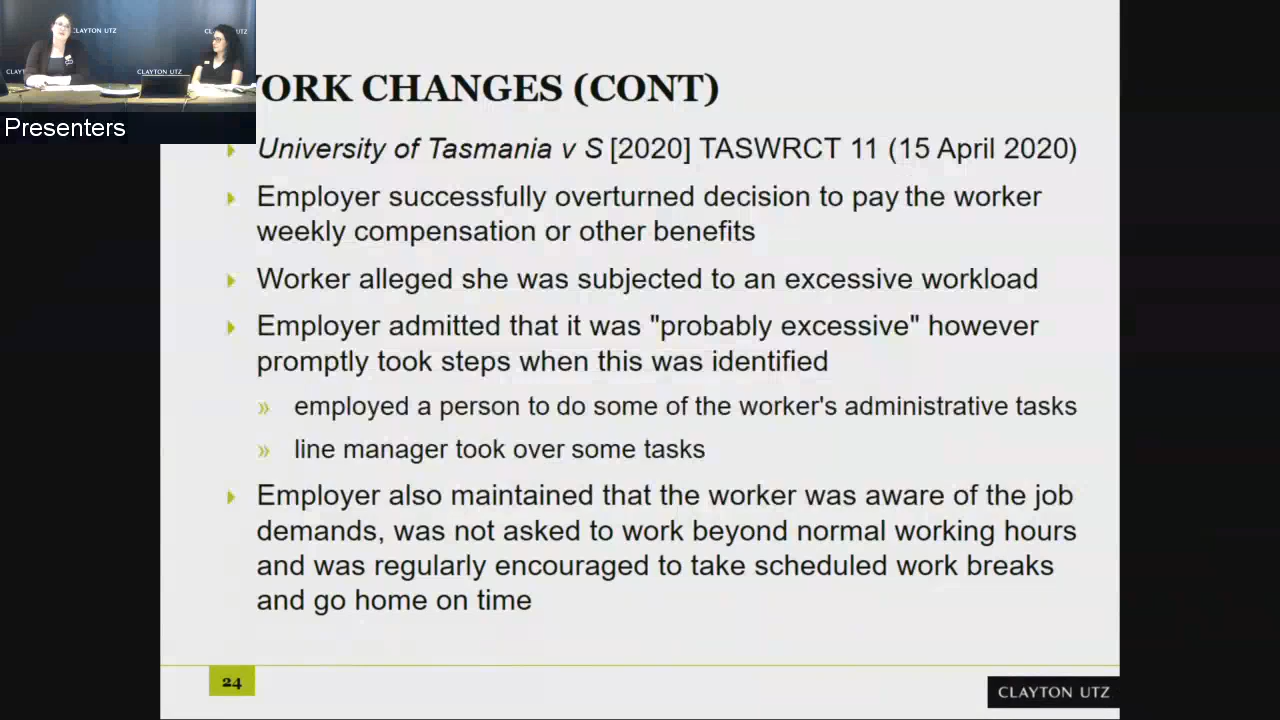 CLAYTON UTZ
CLAYTON UTZ
Presenters
ORK CHANGES (CONT)
University of Tasmania v S [2020] TASWRCT 11 (15 April 2020)
Employer successfully overturned decision to pay the worker
weekly compensation or other benefits
Worker alleged she was subjected to an excessive workload
Employer admitted that it was "probably excessive" however
promptly took steps when this was identified
» employed a person to do some of the worker's administrative tasks
» line manager took over some tasks
Employer also maintained that the worker was aware of the job
demands, was not asked to work beyond normal working hours
and was regularly encouraged to take scheduled work breaks
and go home on time
24
CLAYTON UTZ